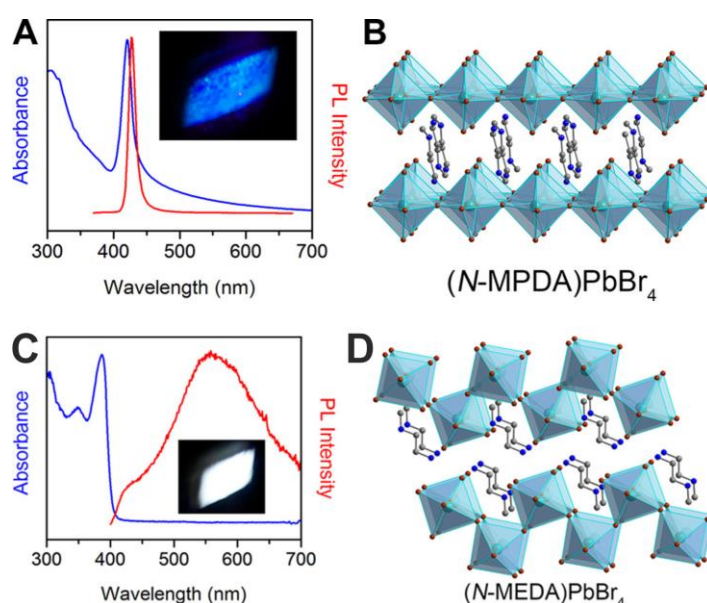 A
B
Absorbance
PL Intensity
300 400 500 600 700
Wavelength (nm)
(N-MPDA)PbBr4
C
D
Absorbance
PL Intensity
300 400 500 600 700
Wavelength (nm)
(N-MEDA)PbBr4